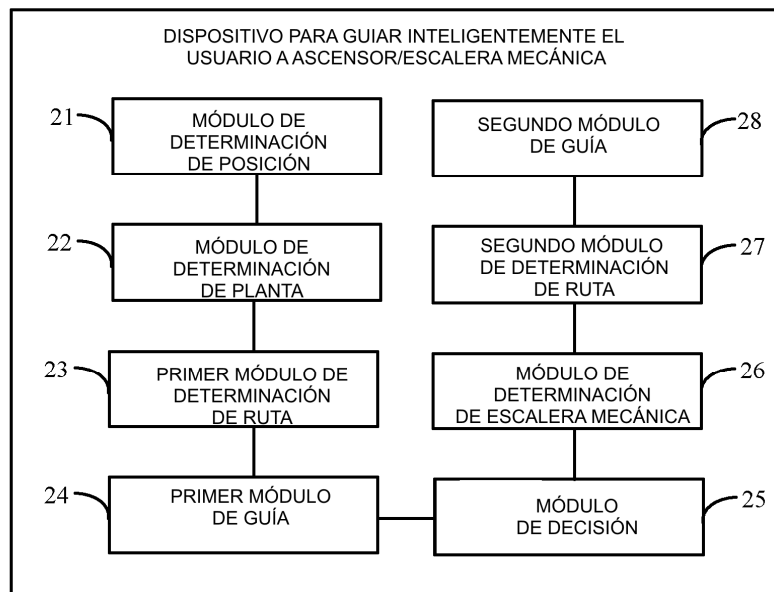 DISPOSITIVO PARA GUIAR INTELIGENTEMENTE EL
USUARIO A ASCENSOR/ESCALERA MECÁNICA
21
MÓDULO DE
DETERMINACIÓN
DE POSICIÓN
22
MÓDULO DE
DETERMINACIÓN
DE PLANTA
23
PRIMER MÓDULO DE
DETERMINACIÓN
DE RUTA
24
PRIMER MÓDULO
DE GUÍA
MÓDULO
DE DECISIÓN
25
MÓDULO DE
DETERMINACIÓN
DE ESCALERA MECÁNICA
26
SEGUNDO MÓDULO
DE DETERMINACIÓN
DE RUTA
27
SEGUNDO MÓDULO
DE GUÍA
28